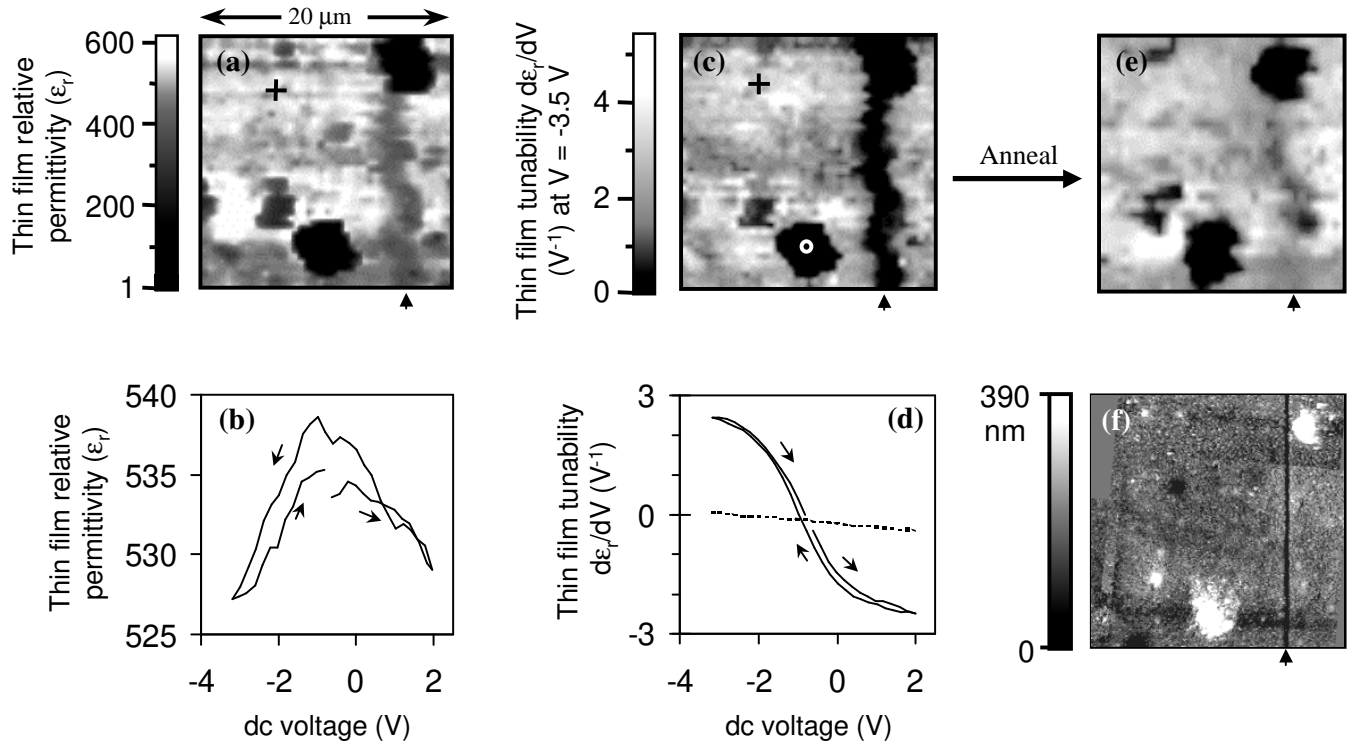 20 µm
Thin film relative
permittivity (εr)
600
400
200
1
(a)
Thin film tunability dεr/dV
(V-1) at V = -3.5 V
4
2
0
(c)
Anneal
(e)
Thin film relative
permittivity (εr)
540
535
530
525
(b)
-4 -2 0 2
dc voltage (V)
Thin film tunability
dεr/dV (V-1)
3
0
-3
(d)
-4 -2 0 2
dc voltage (V)
390
nm
0
(f)